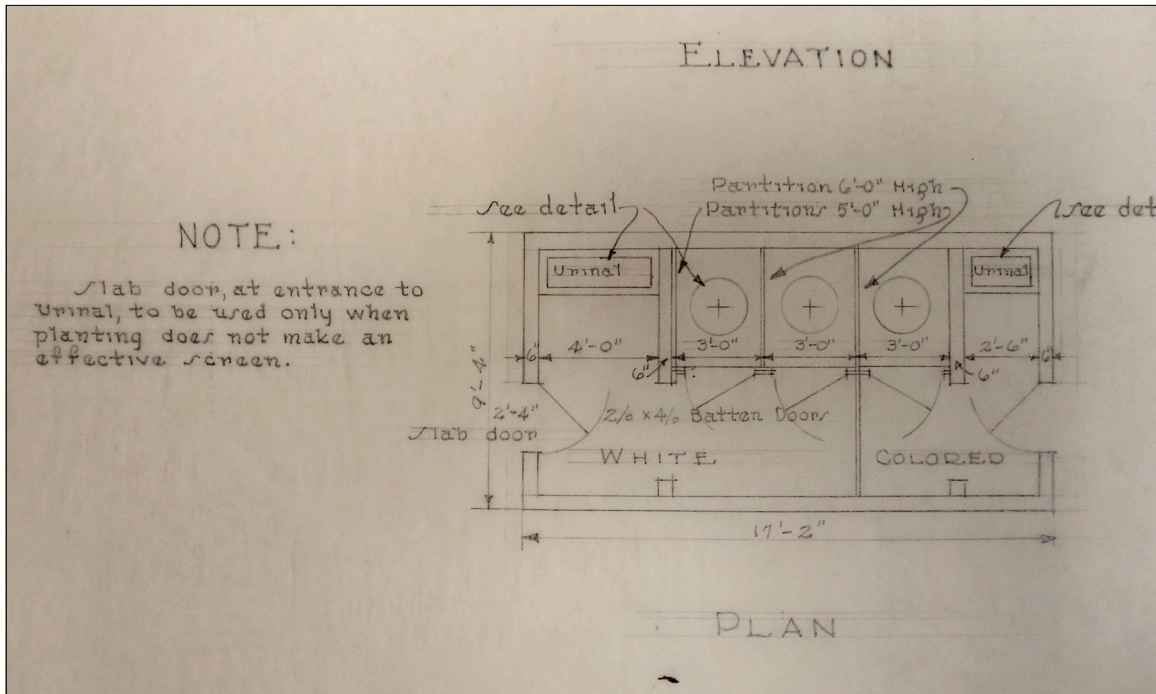 ELEVATION
Partition 6'-0" High
See detail
Partitions 5'-0" High
See det
NOTE:
Slab door, at entrance to
Urinal, to be used only when
planting does not make an
effective screen.
Urinal
Urinal
6"
4'-0"
6"
3'-0"
3'-0"
3'-0"
6"
2'-6"
6"
9'-4"
2'-4"
Slab door
2/0 x 4/0 Batten Doors
WHITE
COLORED
17'-2"
PLAN